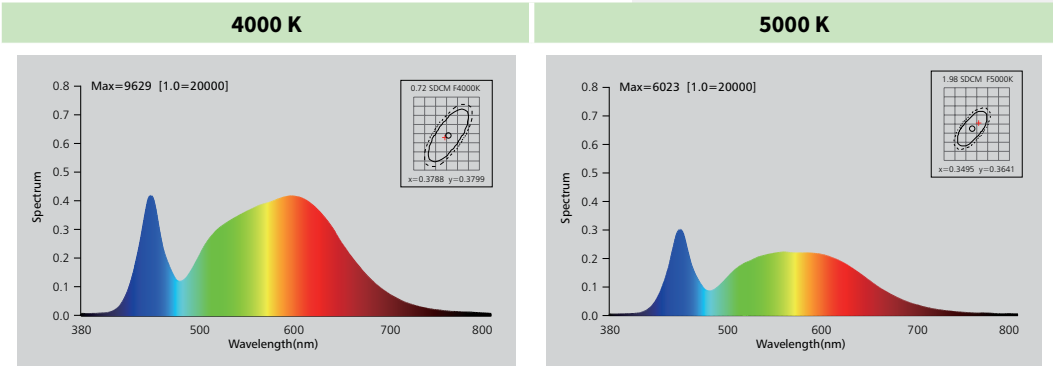 4000 K
Max=9629 [1.0=20000]
0.72 SDCM F4000K
x=0.3788 y=0.3799
Spectrum
0.8
0.7
0.6
0.5
0.4
0.3
0.2
0.1
0.0
380 500 600 700 800
Wavelength(nm)
5000 K
Max=6023 [1.0=20000]
1.98 SDCM F5000K
x=0.3495 y=0.3641
Spectrum
0.8
0.7
0.6
0.5
0.4
0.3
0.2
0.1
0.0
380 500 600 700 800
Wavelength(nm)